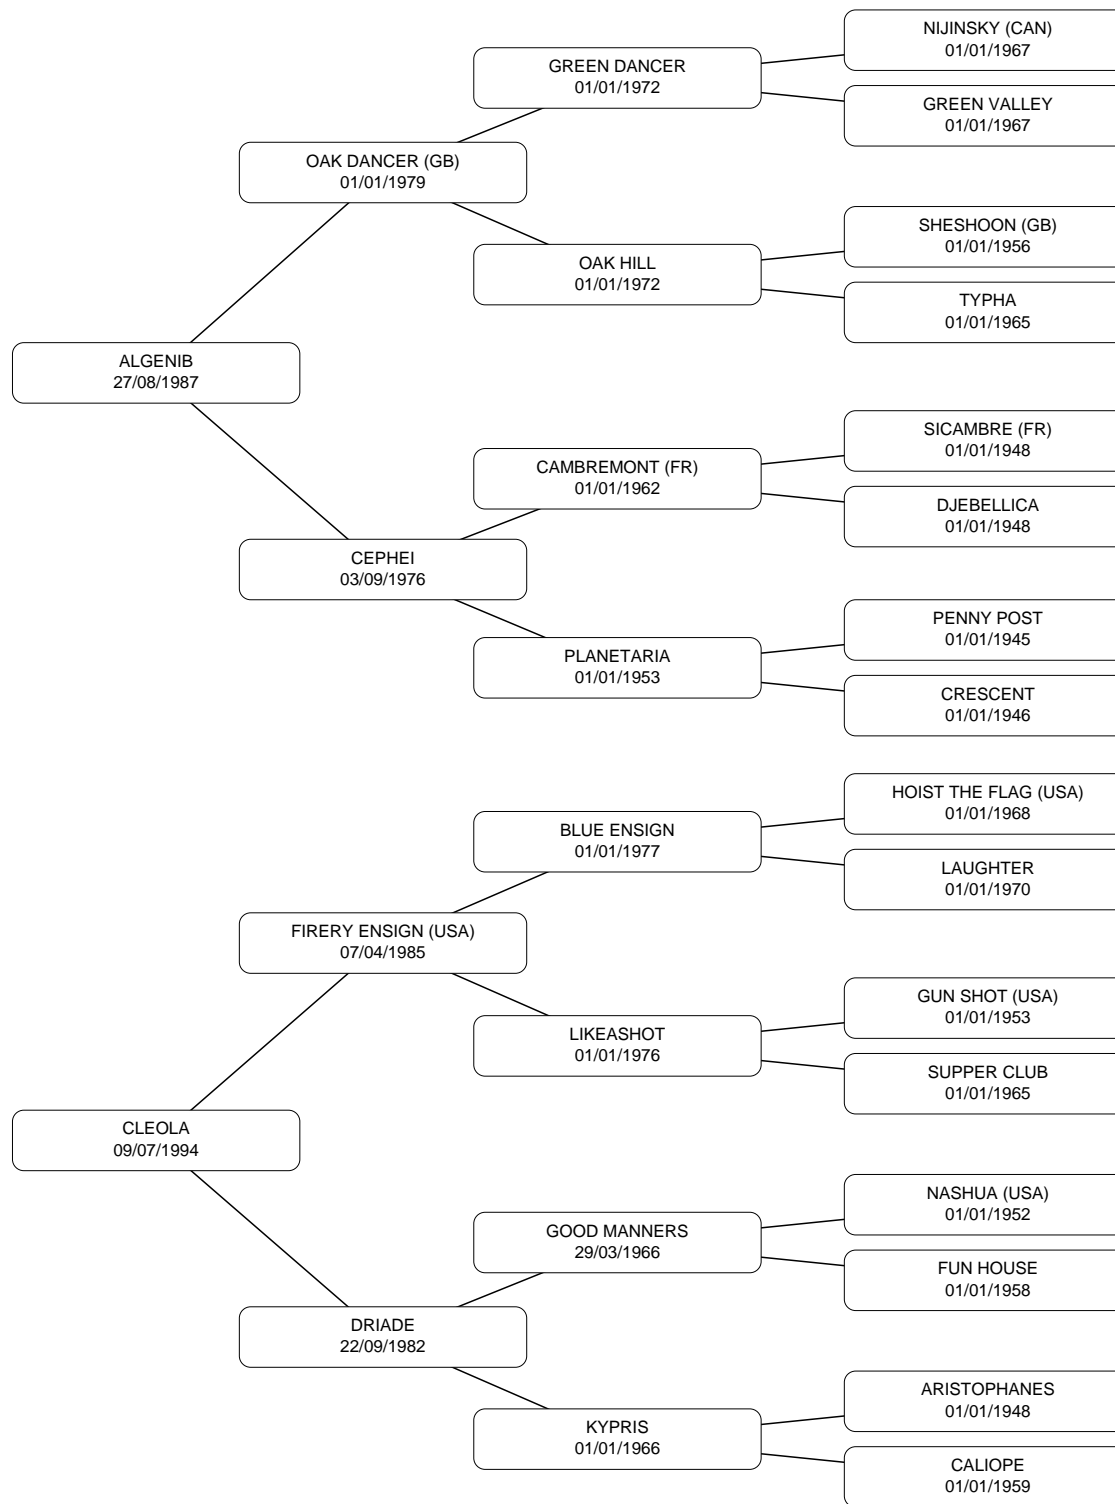 NIJINSKY (CAN)
01/01/1967
GREEN DANCER
01/01/1972
GREEN VALLEY
01/01/1967
OAK DANCER (GB)
01/01/1979
SHESHOON (GB)
01/01/1956
OAK HILL
01/01/1972
TYPHA
01/01/1965
ALGENIB
27/08/1987
SICAMBRE (FR)
01/01/1948
CAMBREMONT (FR)
01/01/1962
DJEBELLICA
01/01/1948
CEPHEI
03/09/1976
PENNY POST
01/01/1945
PLANETARIA
01/01/1953
CRESCENT
01/01/1946
HOIST THE FLAG (USA)
01/01/1968
BLUE ENSIGN
01/01/1977
LAUGHTER
01/01/1970
FIRERY ENSIGN (USA)
07/04/1985
GUN SHOT (USA)
01/01/1953
LIKEASHOT
01/01/1976
SUPPER CLUB
01/01/1965
CLEOLA
09/07/1994
NASHUA (USA)
01/01/1952
GOOD MANNERS
29/03/1966
FUN HOUSE
01/01/1958
DRIADE
22/09/1982
ARISTOPHANES
01/01/1948
KYPRIS
01/01/1966
CALIOPE
01/01/1959